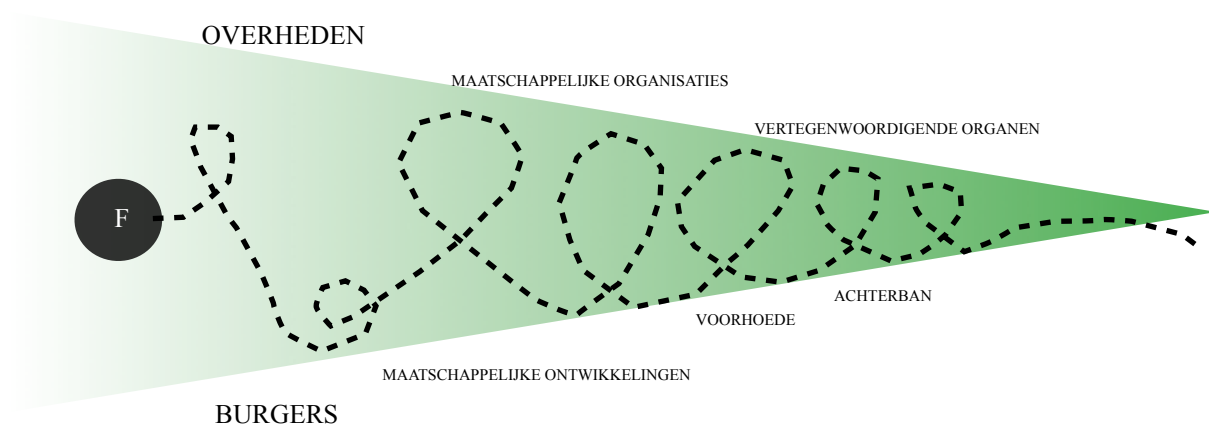 OVERHEDEN
MAATSCHAPPELIJKE ORGANISATIES
VERTEGENWOORDIGENDE ORGANEN
F
ACHTERBAN
VOORHOEDE
MAATSCHAPPELIJKE ONTWIKKELINGEN
BURGERS